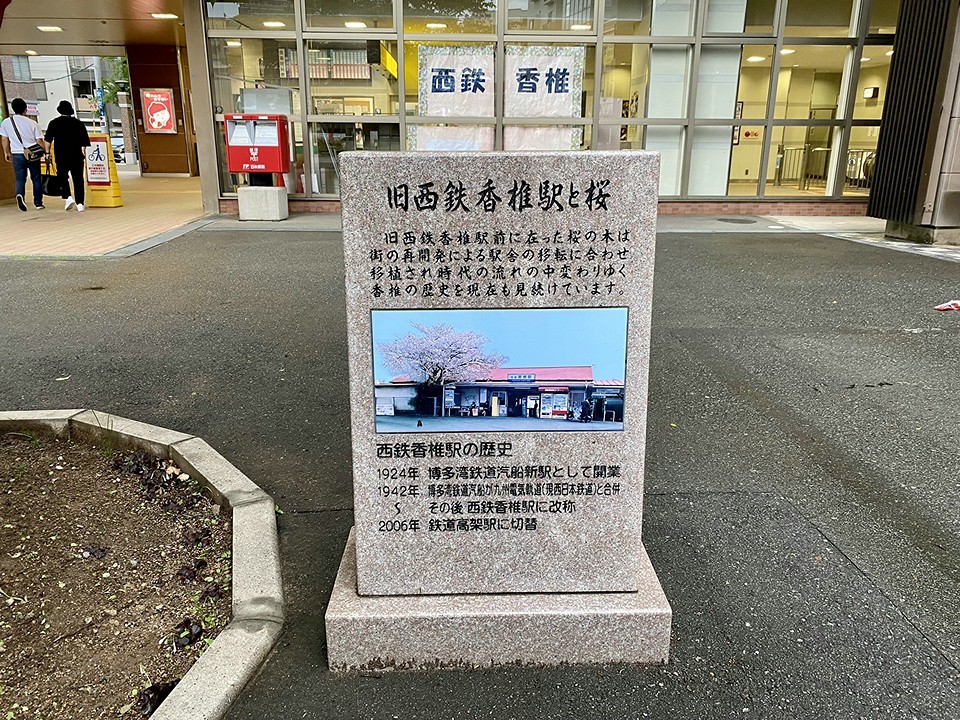 西鉄 香椎
POST
旧西鉄香椎駅と桜
旧西鉄香椎駅前に在った桜の木は
街の再開発による駅舎の移転に合わせ
移植され時代の流れの中変わりゆく
香椎の歴史を現在も見続けています。
西鉄香椎駅の歴史
1924年 博多湾鉄道汽船新駅として開業
1942年 博多湾鉄道汽船が九州電気軌道(現西日本鉄道)と合併
〜 その後 西鉄香椎駅に改称
2006年 鉄道高架駅に切替